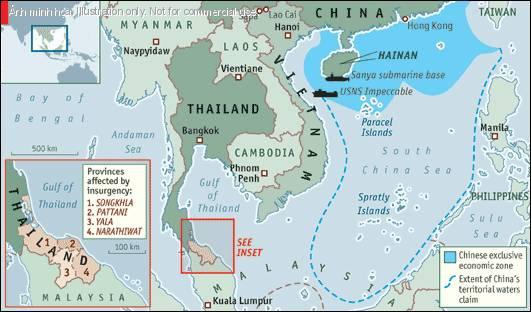 Ảnh minh họa, Illustration only. Not for commercial use
MYANMAR
Naypyidaw
Sapa
Lao Cai
Hanoi
CHINA
Hong Kong
TAIWAN
LAOS
Vientiane
VIETNAM
HAINAN
Sanya submarine base
USNS Impeccable
THAILAND
Bangkok
Bay of
Bengal
Andaman
Sea
CAMBODIA
Phnom
Penh
Paracel
Islands
South
China Sea
Manila
PHILIPPINES
Spratly
Islands
Sulu
Sea
Gulf of
Thailand
SEE
INSET
MALAYSIA
Kuala Lumpur
500 km
Provinces
affected by
insurgency:
1. SONGKHLA
2. PATTANI
3. YALA
4. NARATHIWAT
Gulf of
Thailand
100 km
THAILAND
1
2
3
4
MALAYSIA
Chinese exclusive
economic zone
Extent of China's
territorial waters
claim